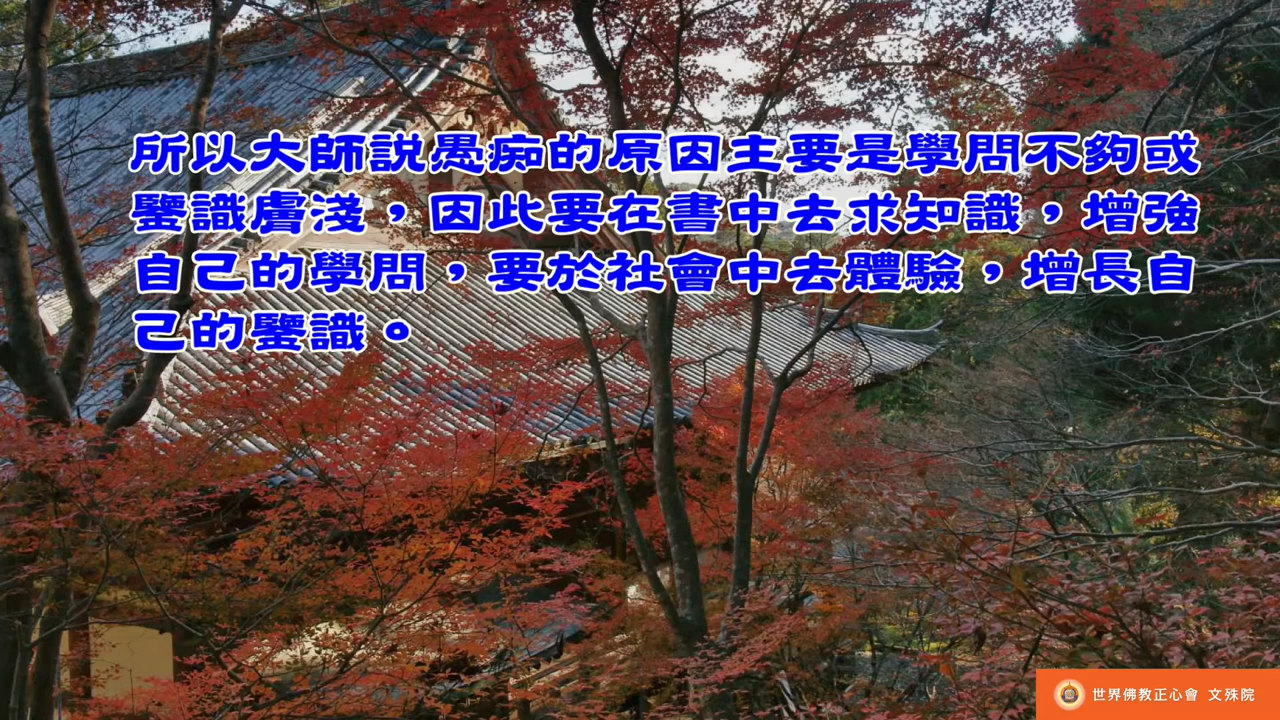 所以大師説愚痴的原因主要是學問不夠或
鑒識膚淺，因此要在書中去求知識，增強
自己的學問，要於社會中去體驗，增長自
己的鑒識。
世界佛教正心會 文殊院